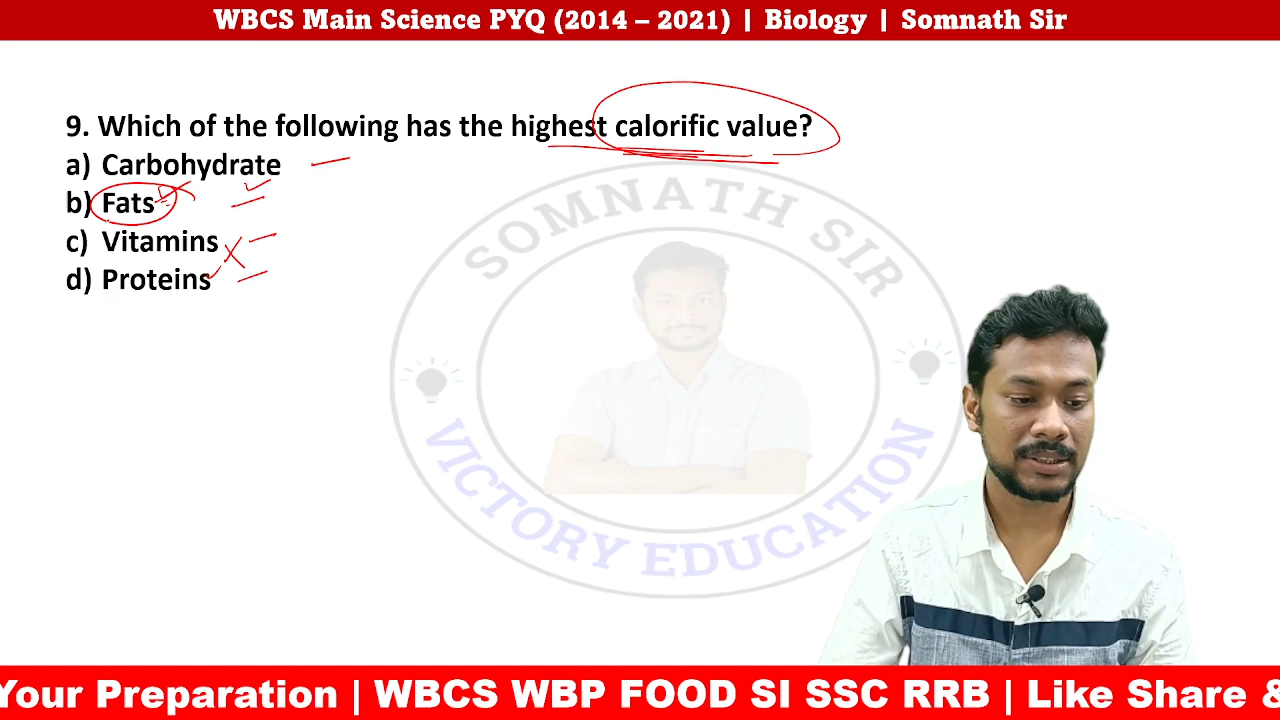 WBCS Main Science PYQ (2014 – 2021) | Biology | Somnath Sir
9. Which of the following has the highest calorific value?
a) Carbohydrate
b) Fats
c) Vitamins
d) Proteins
SOMNATH SIR
VICTORY EDUCATION
Your Preparation | WBCS WBP FOOD SI SSC RRB | Like Share &